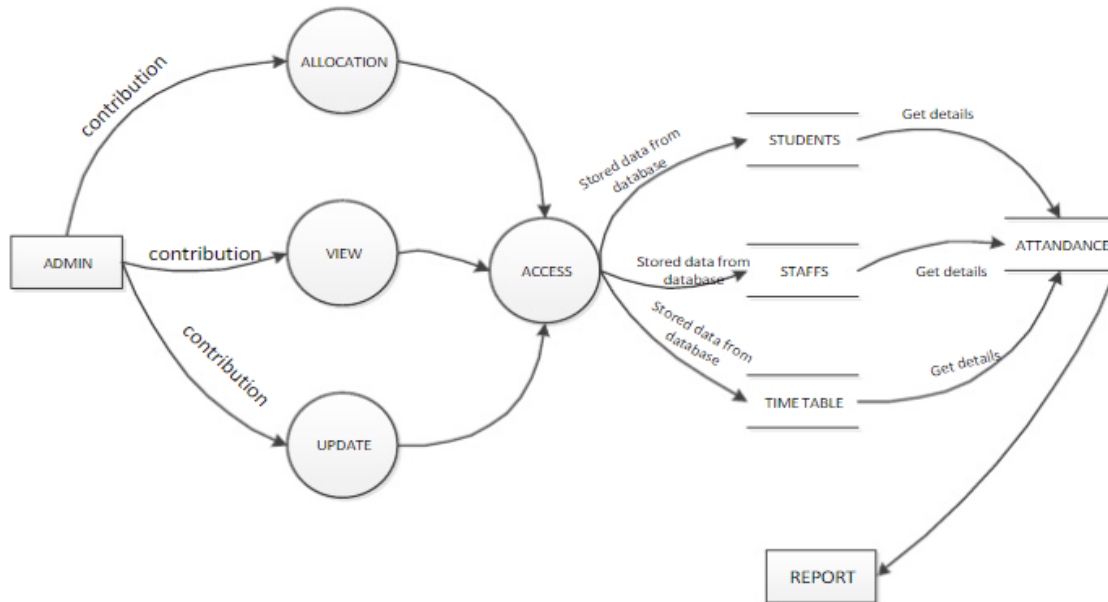 ALLOCATION
contribution
STUDENTS
Get details
Stored data from
database
ADMIN
contribution
VIEW
ACCESS
Stored data from
database
STAFFS
Get details
ATTANDANCE
contribution
Stored data from
database
TIME TABLE
Get details
UPDATE
REPORT